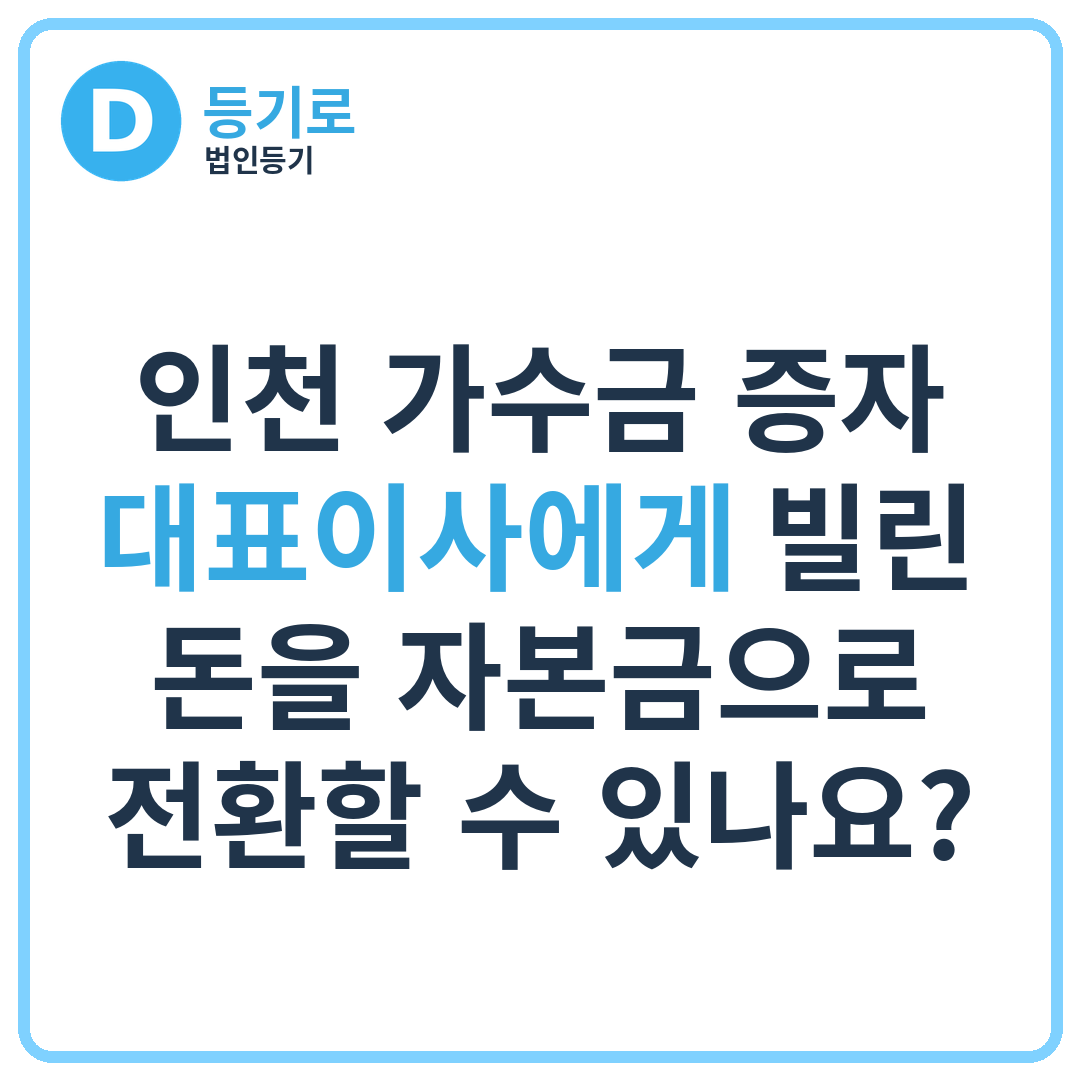 D
등기로
법인등기
인천 가수금 증자
대표이사에게 빌린
돈을 자본금으로
전환할 수 있나요?